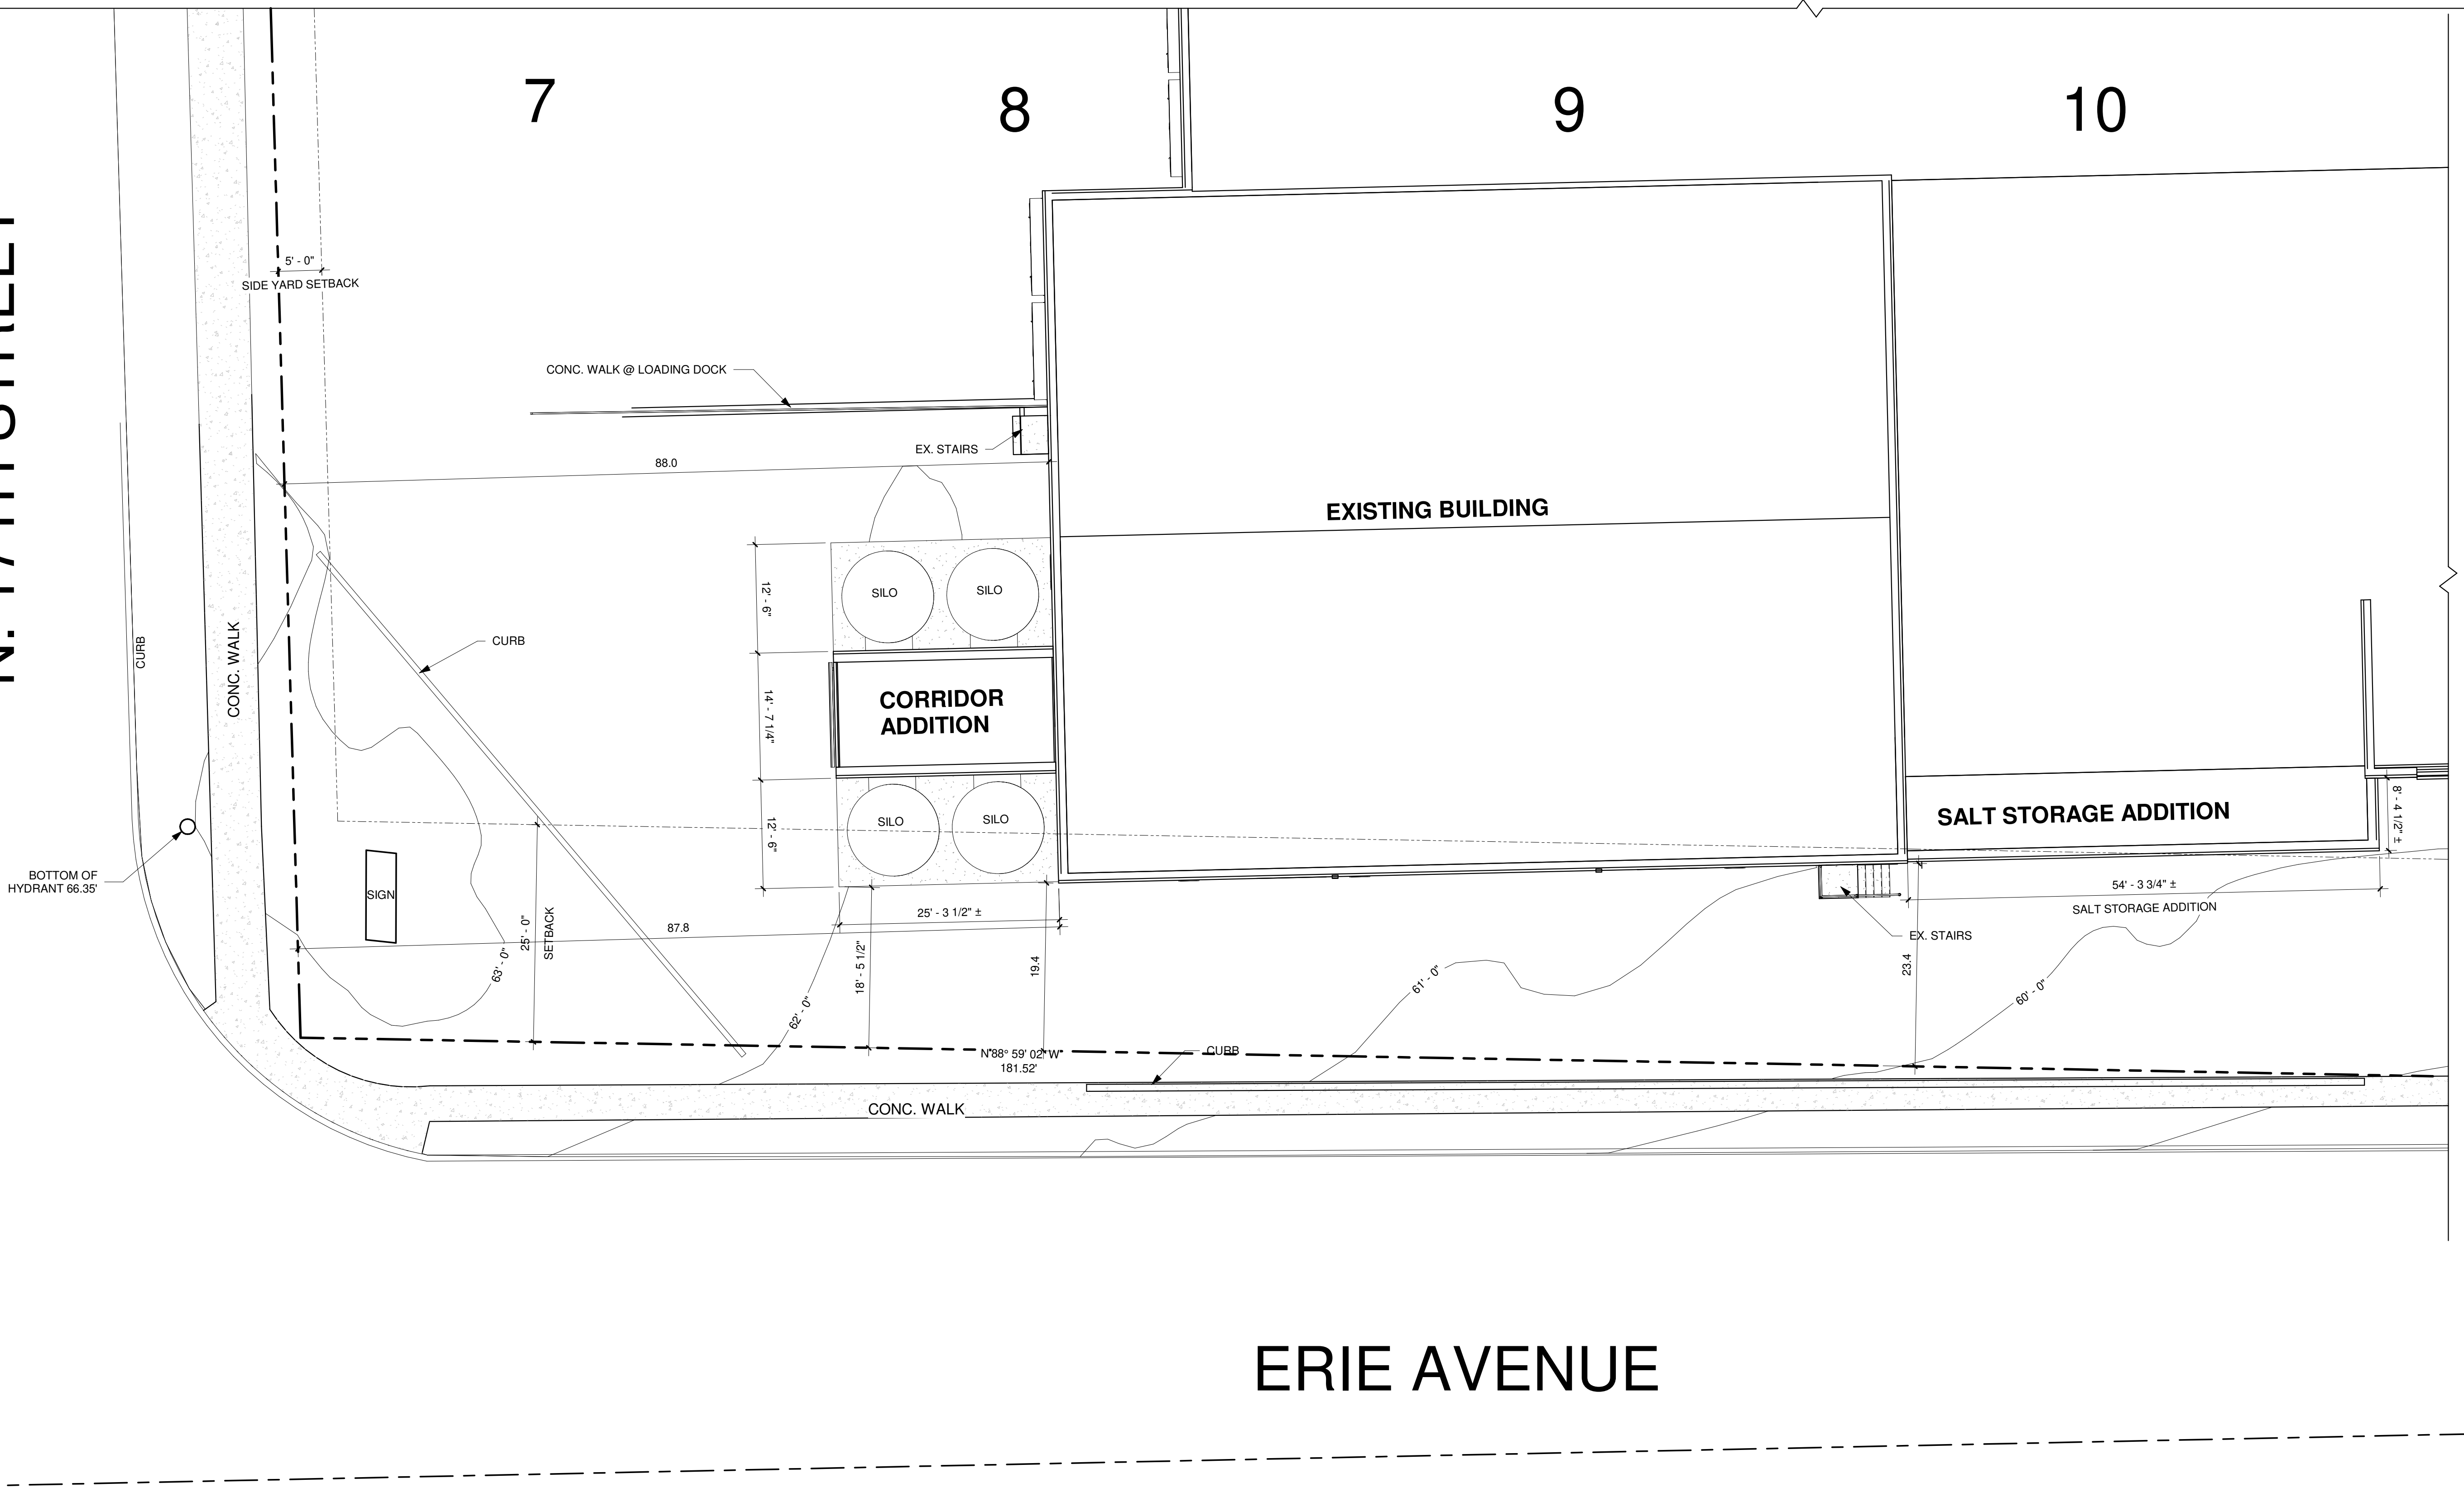 7
8
9
10
5' - 0"
SIDE YARD SETBACK
CONC. WALK @ LOADING DOCK
EX. STAIRS
88.0
EXISTING BUILDING
12' - 6"
SILO
SILO
CURB
CURB
CONC. WALK
14' - 7 1/4"
CORRIDOR
ADDITION
12' - 6"
SILO
SILO
SALT STORAGE ADDITION
8' - 4 1/2" ±
BOTTOM OF
HYDRANT 66.35'
SIGN
25' - 0"
SETBACK
63' - 0"
87.8
25' - 3 1/2" ±
18' - 5 1/2"
19.4
62' - 0"
61' - 0"
EX. STAIRS
23.4
54' - 3 3/4" ±
SALT STORAGE ADDITION
60' - 0"
N 88° 59' 02" W
181.52'
CURB
CONC. WALK
ERIE AVENUE